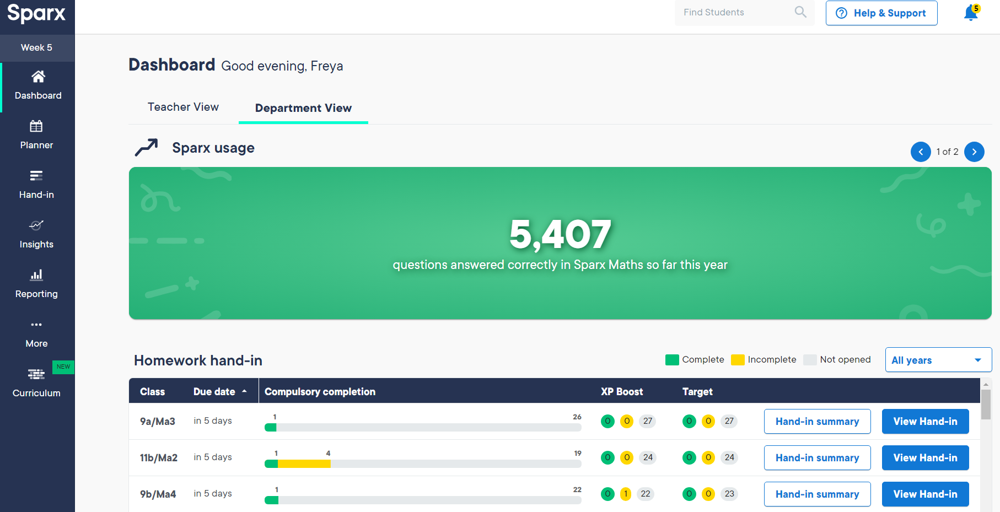 Sparx
Find Students
Help & Support
5
Week 5
Dashboard
Planner
Hand-in
Insights
Reporting
More
NEW
Curriculum
Dashboard Good evening, Freya
Teacher View Department View
Sparx usage
1 of 2
5,407
questions answered correctly in Sparx Maths so far this year
Homework hand-in
Complete Incomplete Not opened
All years
Class Due date Compulsory completion XP Boost Target
9a/Ma3 in 5 days 1 26 0 0 27 0 0 27 Hand-in summary View Hand-in
11b/Ma2 in 5 days 1 4 19 0 0 24 0 0 24 Hand-in summary View Hand-in
9b/Ma4 in 5 days 1 22 0 1 22 0 0 23 Hand-in summary View Hand-in